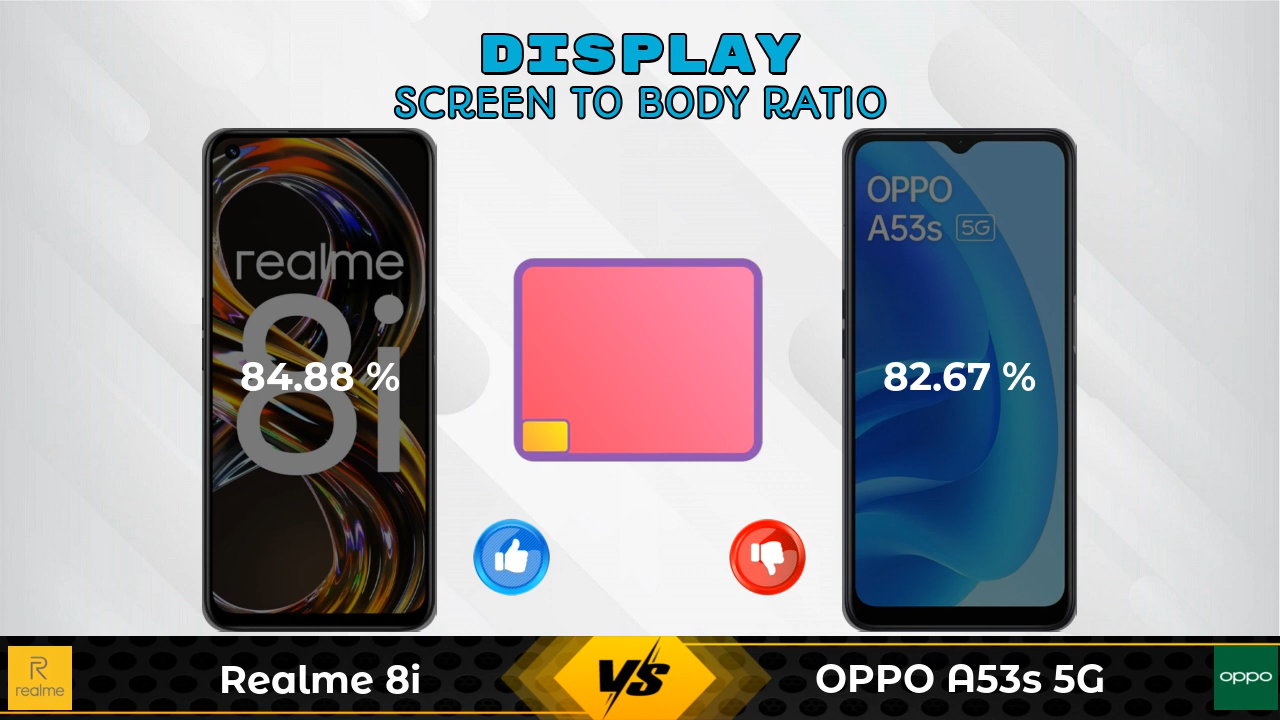 DISPLAY
SCREEN TO BODY RATIO
realme
8i
84.88 %
OPPO
A53s 5G
82.67 %
realme
Realme 8i
VS
OPPO A53s 5G
oppo